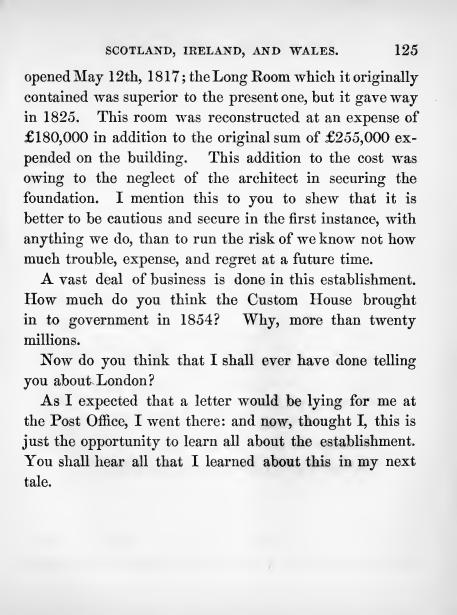 SCOTLAND, IRELAND, AND WALES. 125
opened May 12th, 1817; the Long Room which it originally
contained was superior to the present one, but it gave way
in 1825. This room was reconstructed at an expense of
£180,000 in addition to the original sum of £255,000 ex-
pended on the building. This addition to the cost was
owing to the neglect of the architect in securing the
foundation. I mention this to you to shew that it is
better to be cautious and secure in the first instance, with
anything we do, than to run the risk of we know not how
much trouble, expense, and regret at a future time.
A vast deal of business is done in this establishment.
How much do you think the Custom House brought
in to government in 1854? Why, more than twenty
millions.
Now do you think that I shall ever have done telling
you about London?
As I expected that a letter would be lying for me at
the Post Office, I went there: and now, thought I, this is
just the opportunity to learn all about the establishment.
You shall hear all that I learned about this in my next
tale.